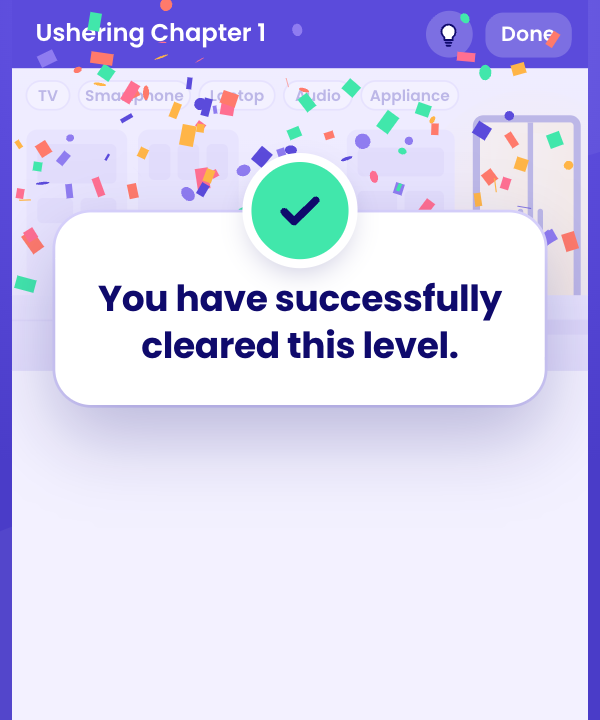 Ushering Chapter 1
Done
TV
Smartphone
Laptop
Audio
Appliance
You have successfully
cleared this level.